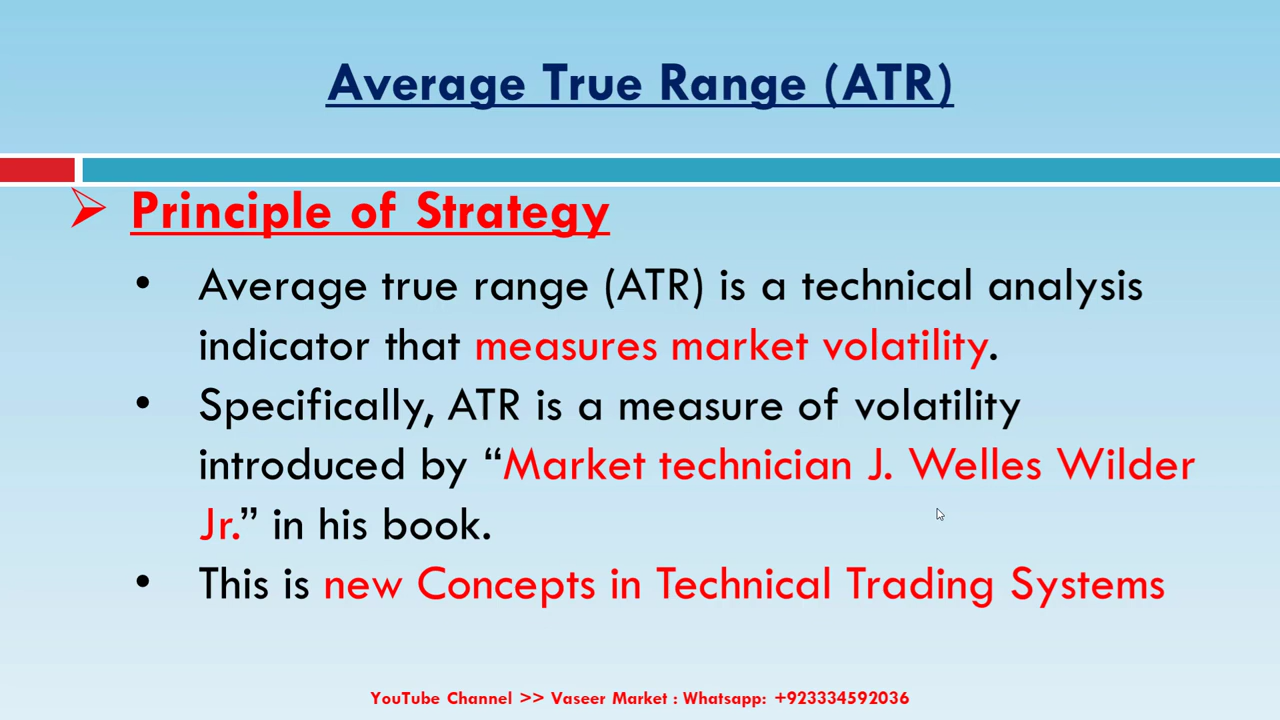 Average True Range (ATR)
Principle of Strategy
• Average true range (ATR) is a technical analysis
indicator that measures market volatility.
• Specifically, ATR is a measure of volatility
introduced by “Market technician J. Welles Wilder
Jr.” in his book.
• This is new Concepts in Technical Trading Systems
YouTube Channel >> Vaseer Market : Whatsapp: +923334592036